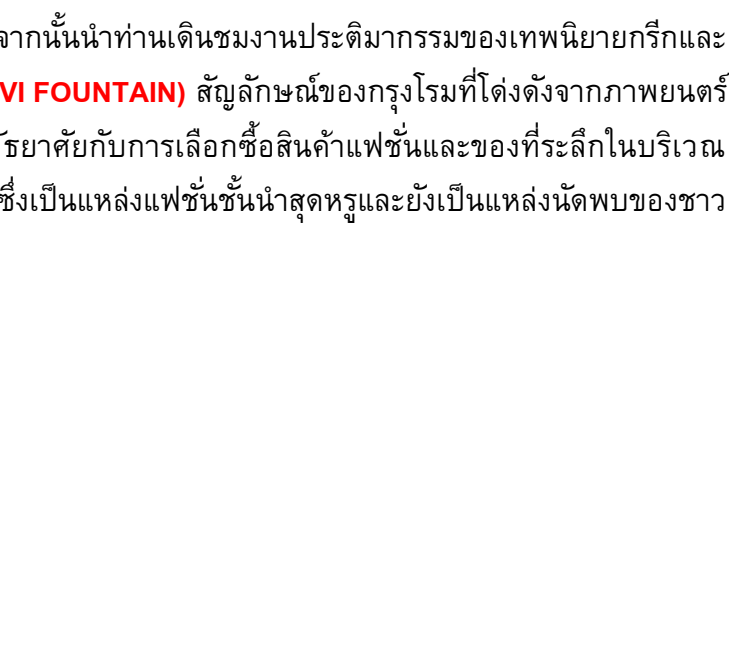 จากนั้นนำท่านเดินชมงานประติมากรรมของเทพนิยายกรีกและ
VI FOUNTAIN) สัญลักษณ์ของกรุงโรมที่โด่งดังจากภาพยนตร์
ัธยาศัยกับการเลือกซื้อสินค้าแฟชั่นและของที่ระลึกในบริเวณ
ซึ่งเป็นแหล่งแฟชั่นชั้นนำสุดหรูและยังเป็นแหล่งนัดพบของชาว